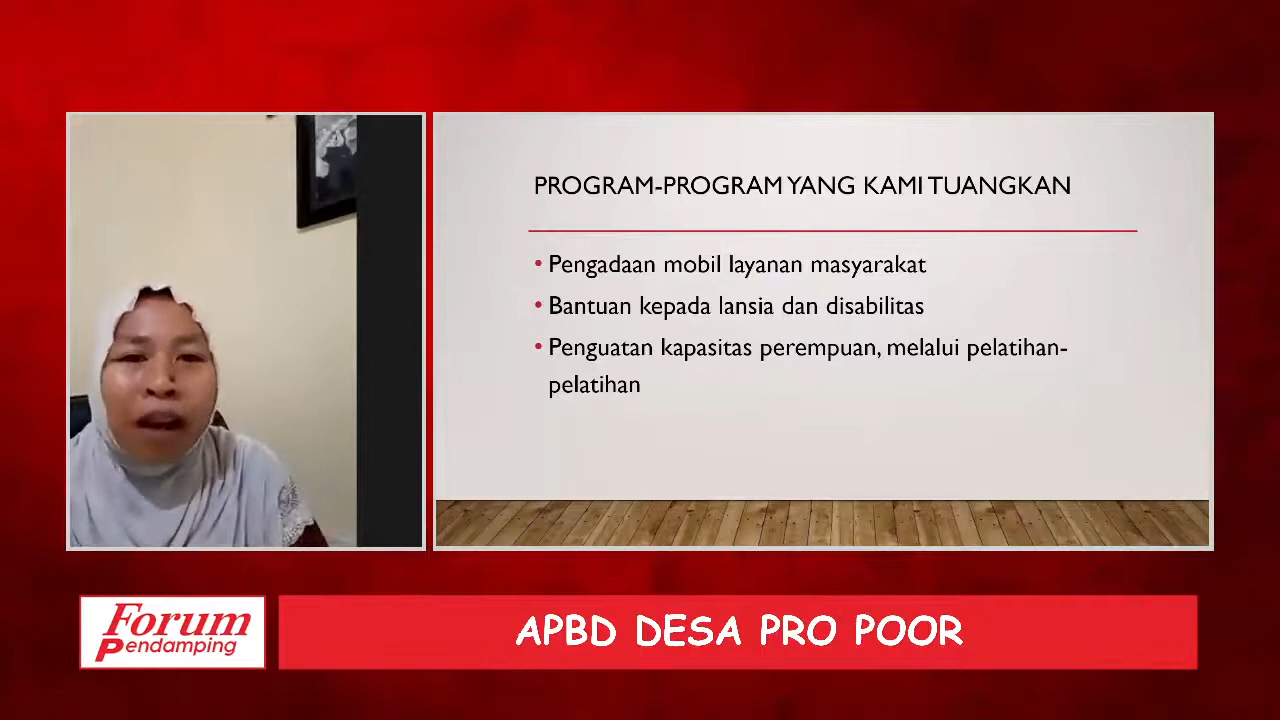 PROGRAM-PROGRAM YANG KAMI TUANGKAN
• Pengadaan mobil layanan masyarakat
• Bantuan kepada lansia dan disabilitas
• Penguatan kapasitas perempuan, melalui pelatihan-
pelatihan
Forum
Pendamping
APBD DESA PRO POOR